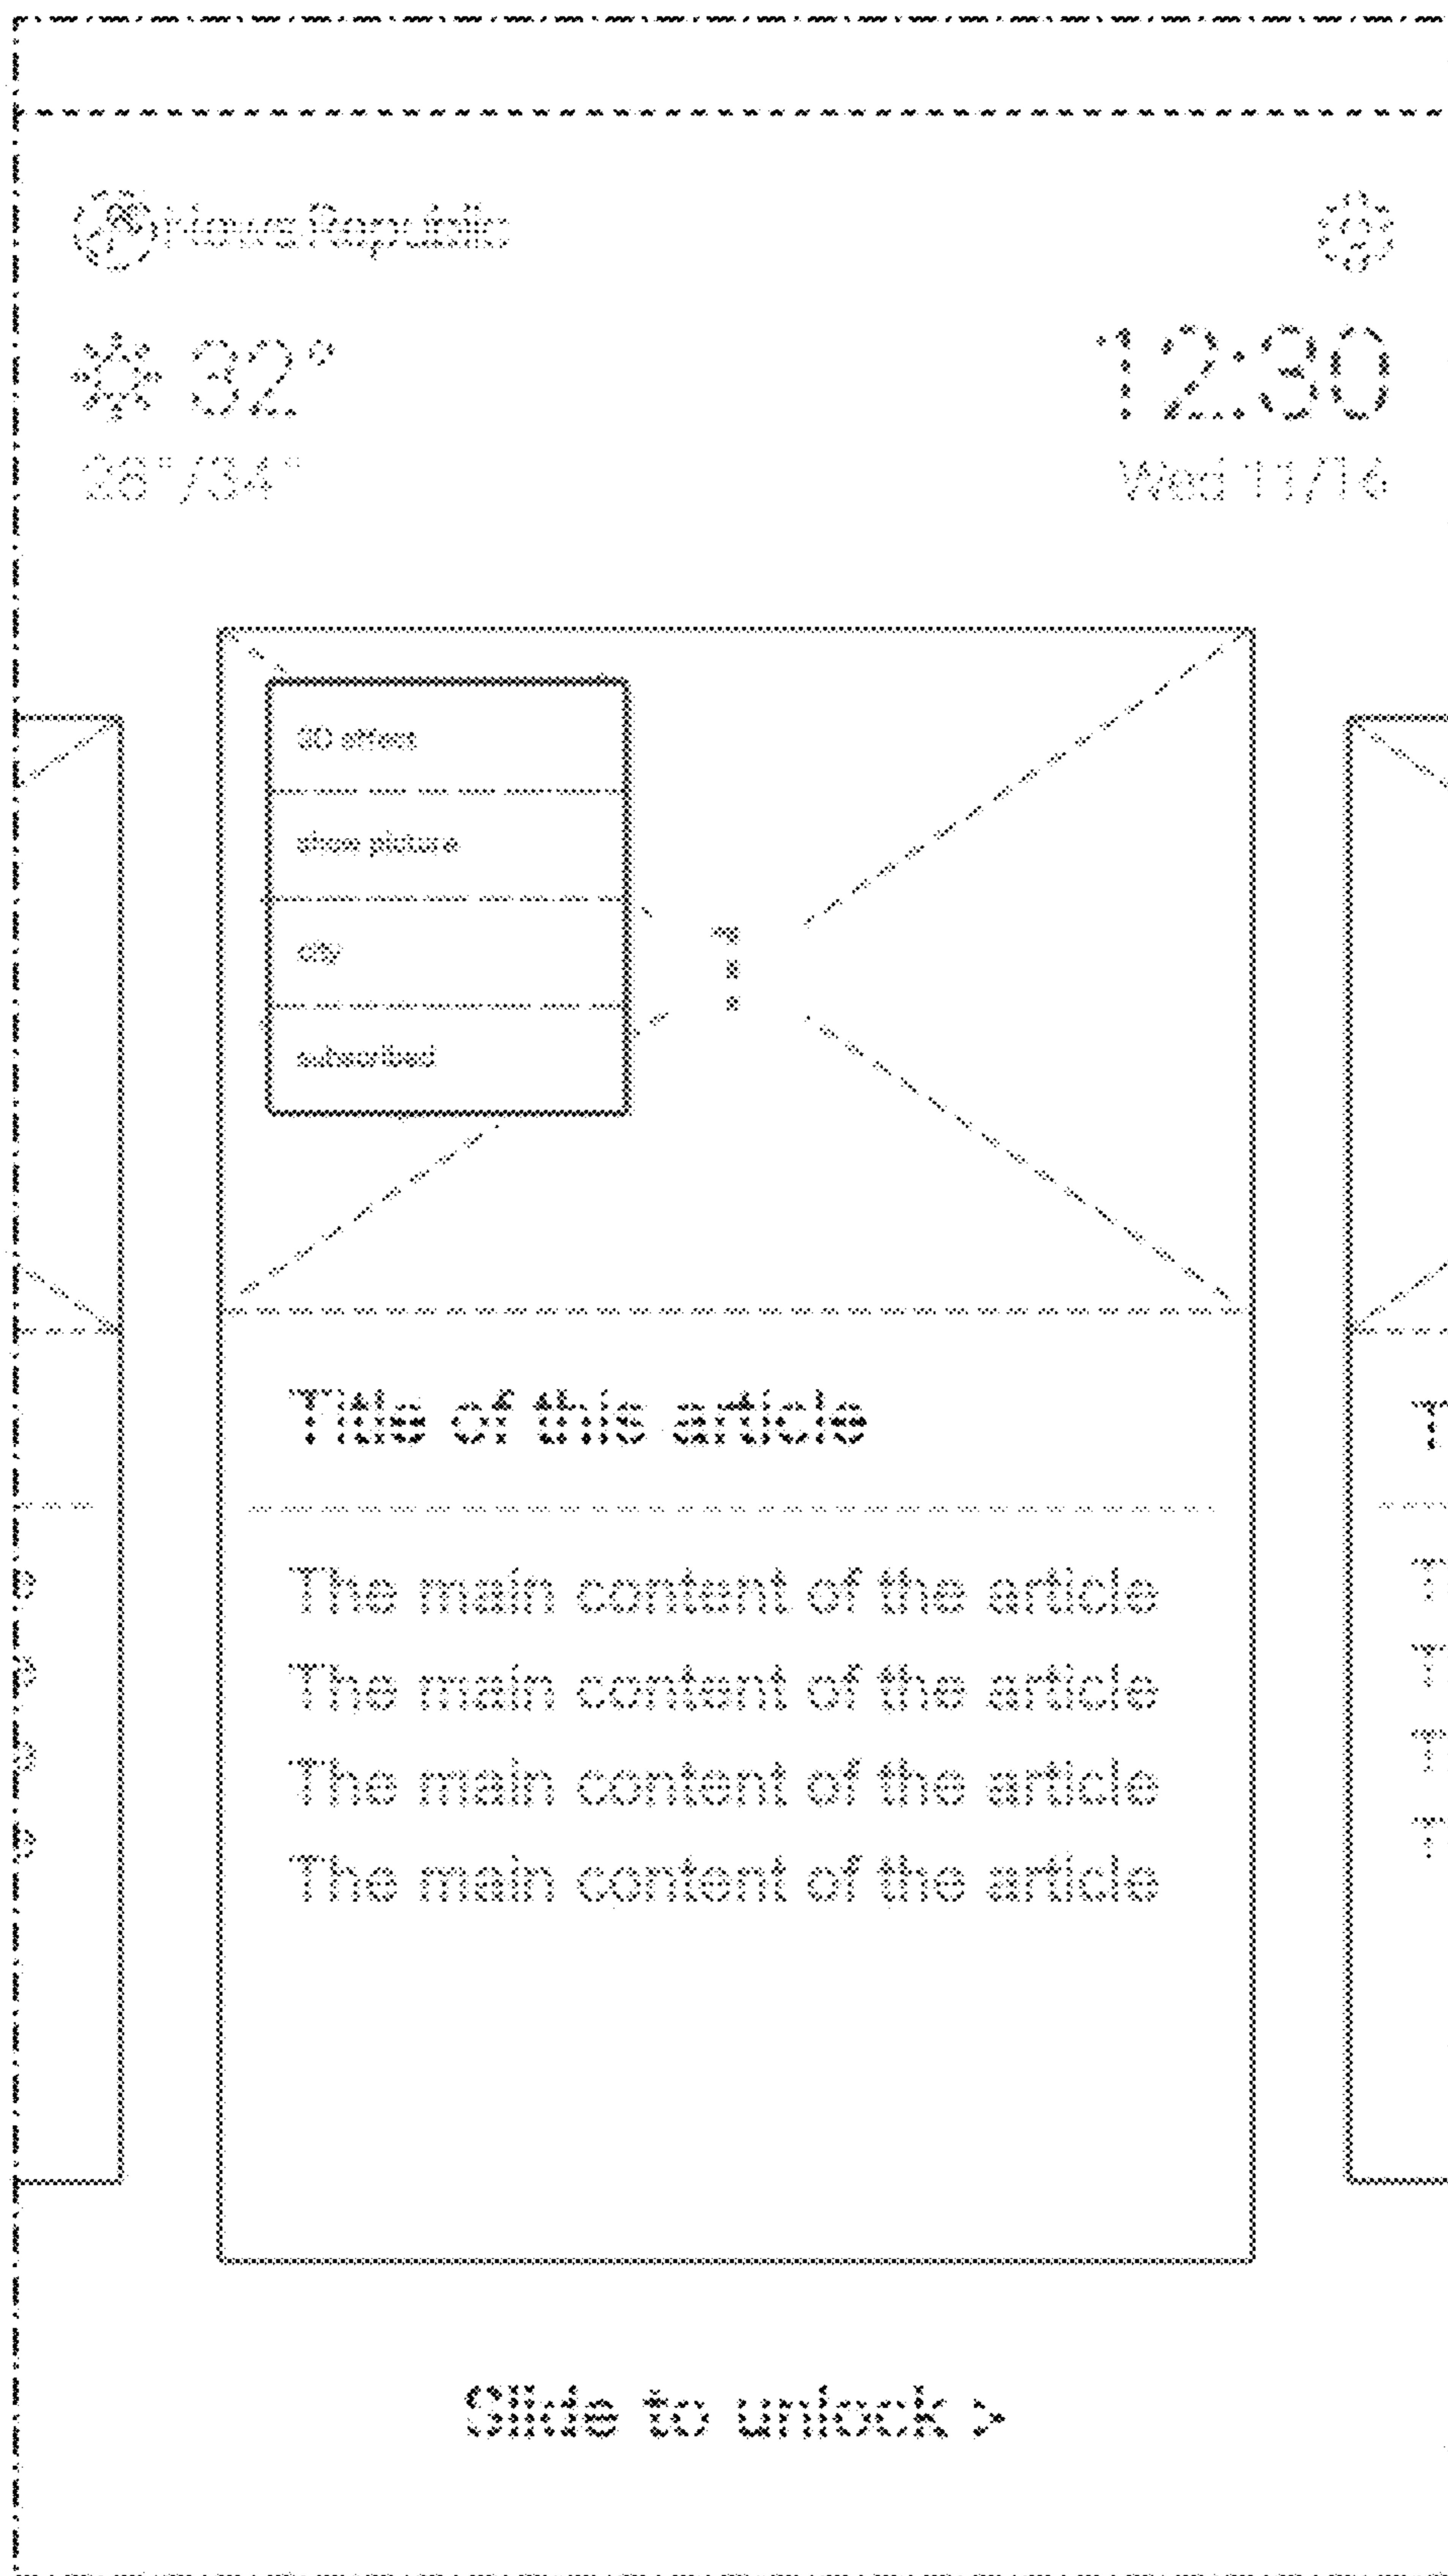 News Republic
32°
12:30
28°/34°
Wed 11/16
3D effect
show picture
city
subscribed
1
Title of this article
T
The main content of the article
The main content of the article
The main content of the article
The main content of the article
e
e
e
e
T
T
T
T
Slide to unlock >